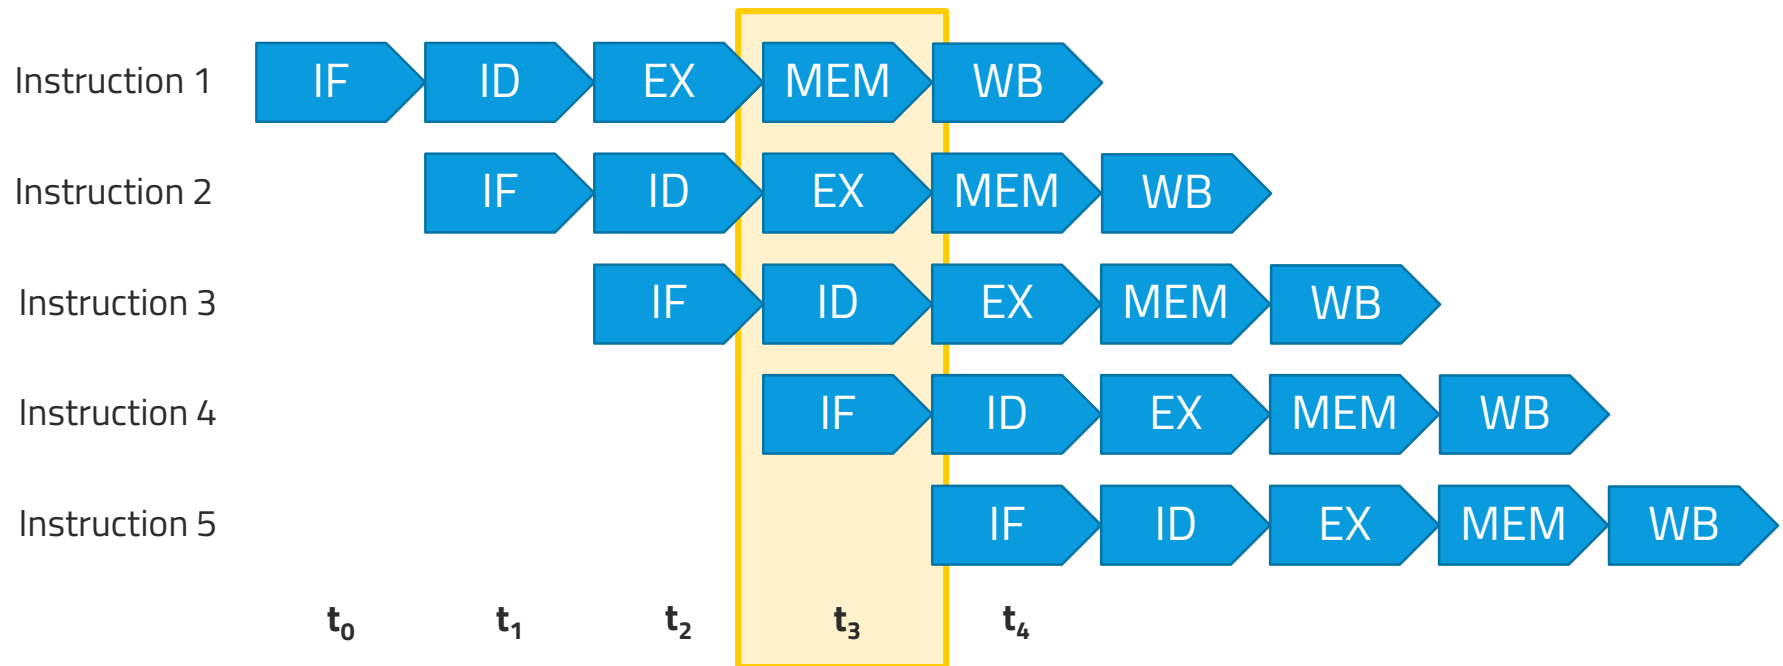 Instruction 1 IF ID EX MEM WB
Instruction 2 IF ID EX MEM WB
Instruction 3 IF ID EX MEM WB
Instruction 4 IF ID EX MEM WB
Instruction 5 IF ID EX MEM WB
t₀ t₁ t₂ t₃ t₄